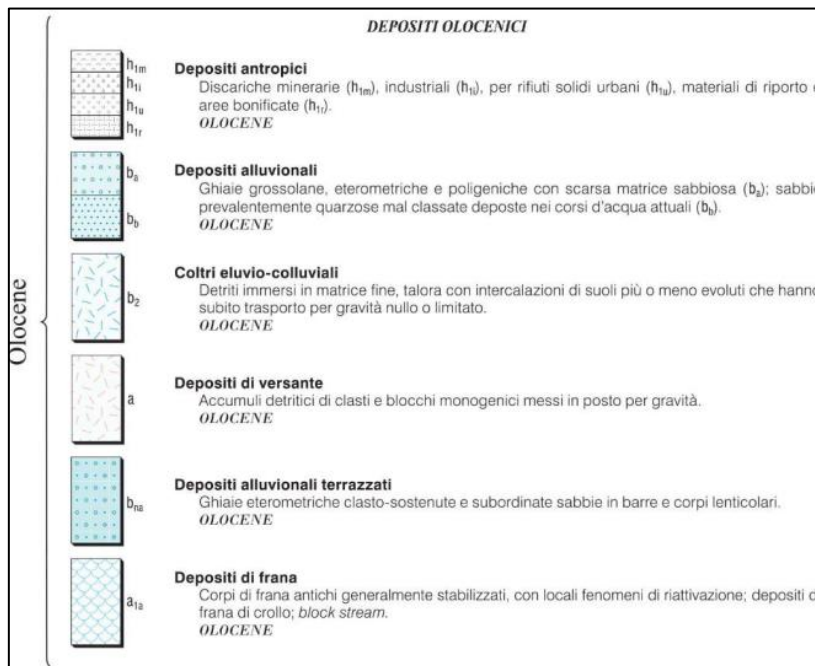 DEPOSITI OLOCENICI
Olocene
h1m
h1i
h1u
h1r
Depositi antropici
Discariche minerarie (h1m), industriali (h1i), per rifiuti solidi urbani (h1u), materiali di riporto e
aree bonificate (h1r).
OLOCENE
ba
bb
Depositi alluvionali
Ghiaie grossolane, eterometriche e poligeniche con scarsa matrice sabbiosa (ba); sabbie
prevalentemente quarzose mal classate deposte nei corsi d'acqua attuali (bb).
OLOCENE
b2
Coltri eluvio-colluviali
Detriti immersi in matrice fine, talora con intercalazioni di suoli più o meno evoluti che hanno
subito trasporto per gravità nullo o limitato.
OLOCENE
a
Depositi di versante
Accumuli detritici di clasti e blocchi monogenici messi in posto per gravità.
OLOCENE
bna
Depositi alluvionali terrazzati
Ghiaie eterometriche clasto-sostenute e subordinate sabbie in barre e corpi lenticolari.
OLOCENE
a1a
Depositi di frana
Corpi di frana antichi generalmente stabilizzati, con locali fenomeni di riattivazione; depositi d
frana di crollo; block stream.
OLOCENE